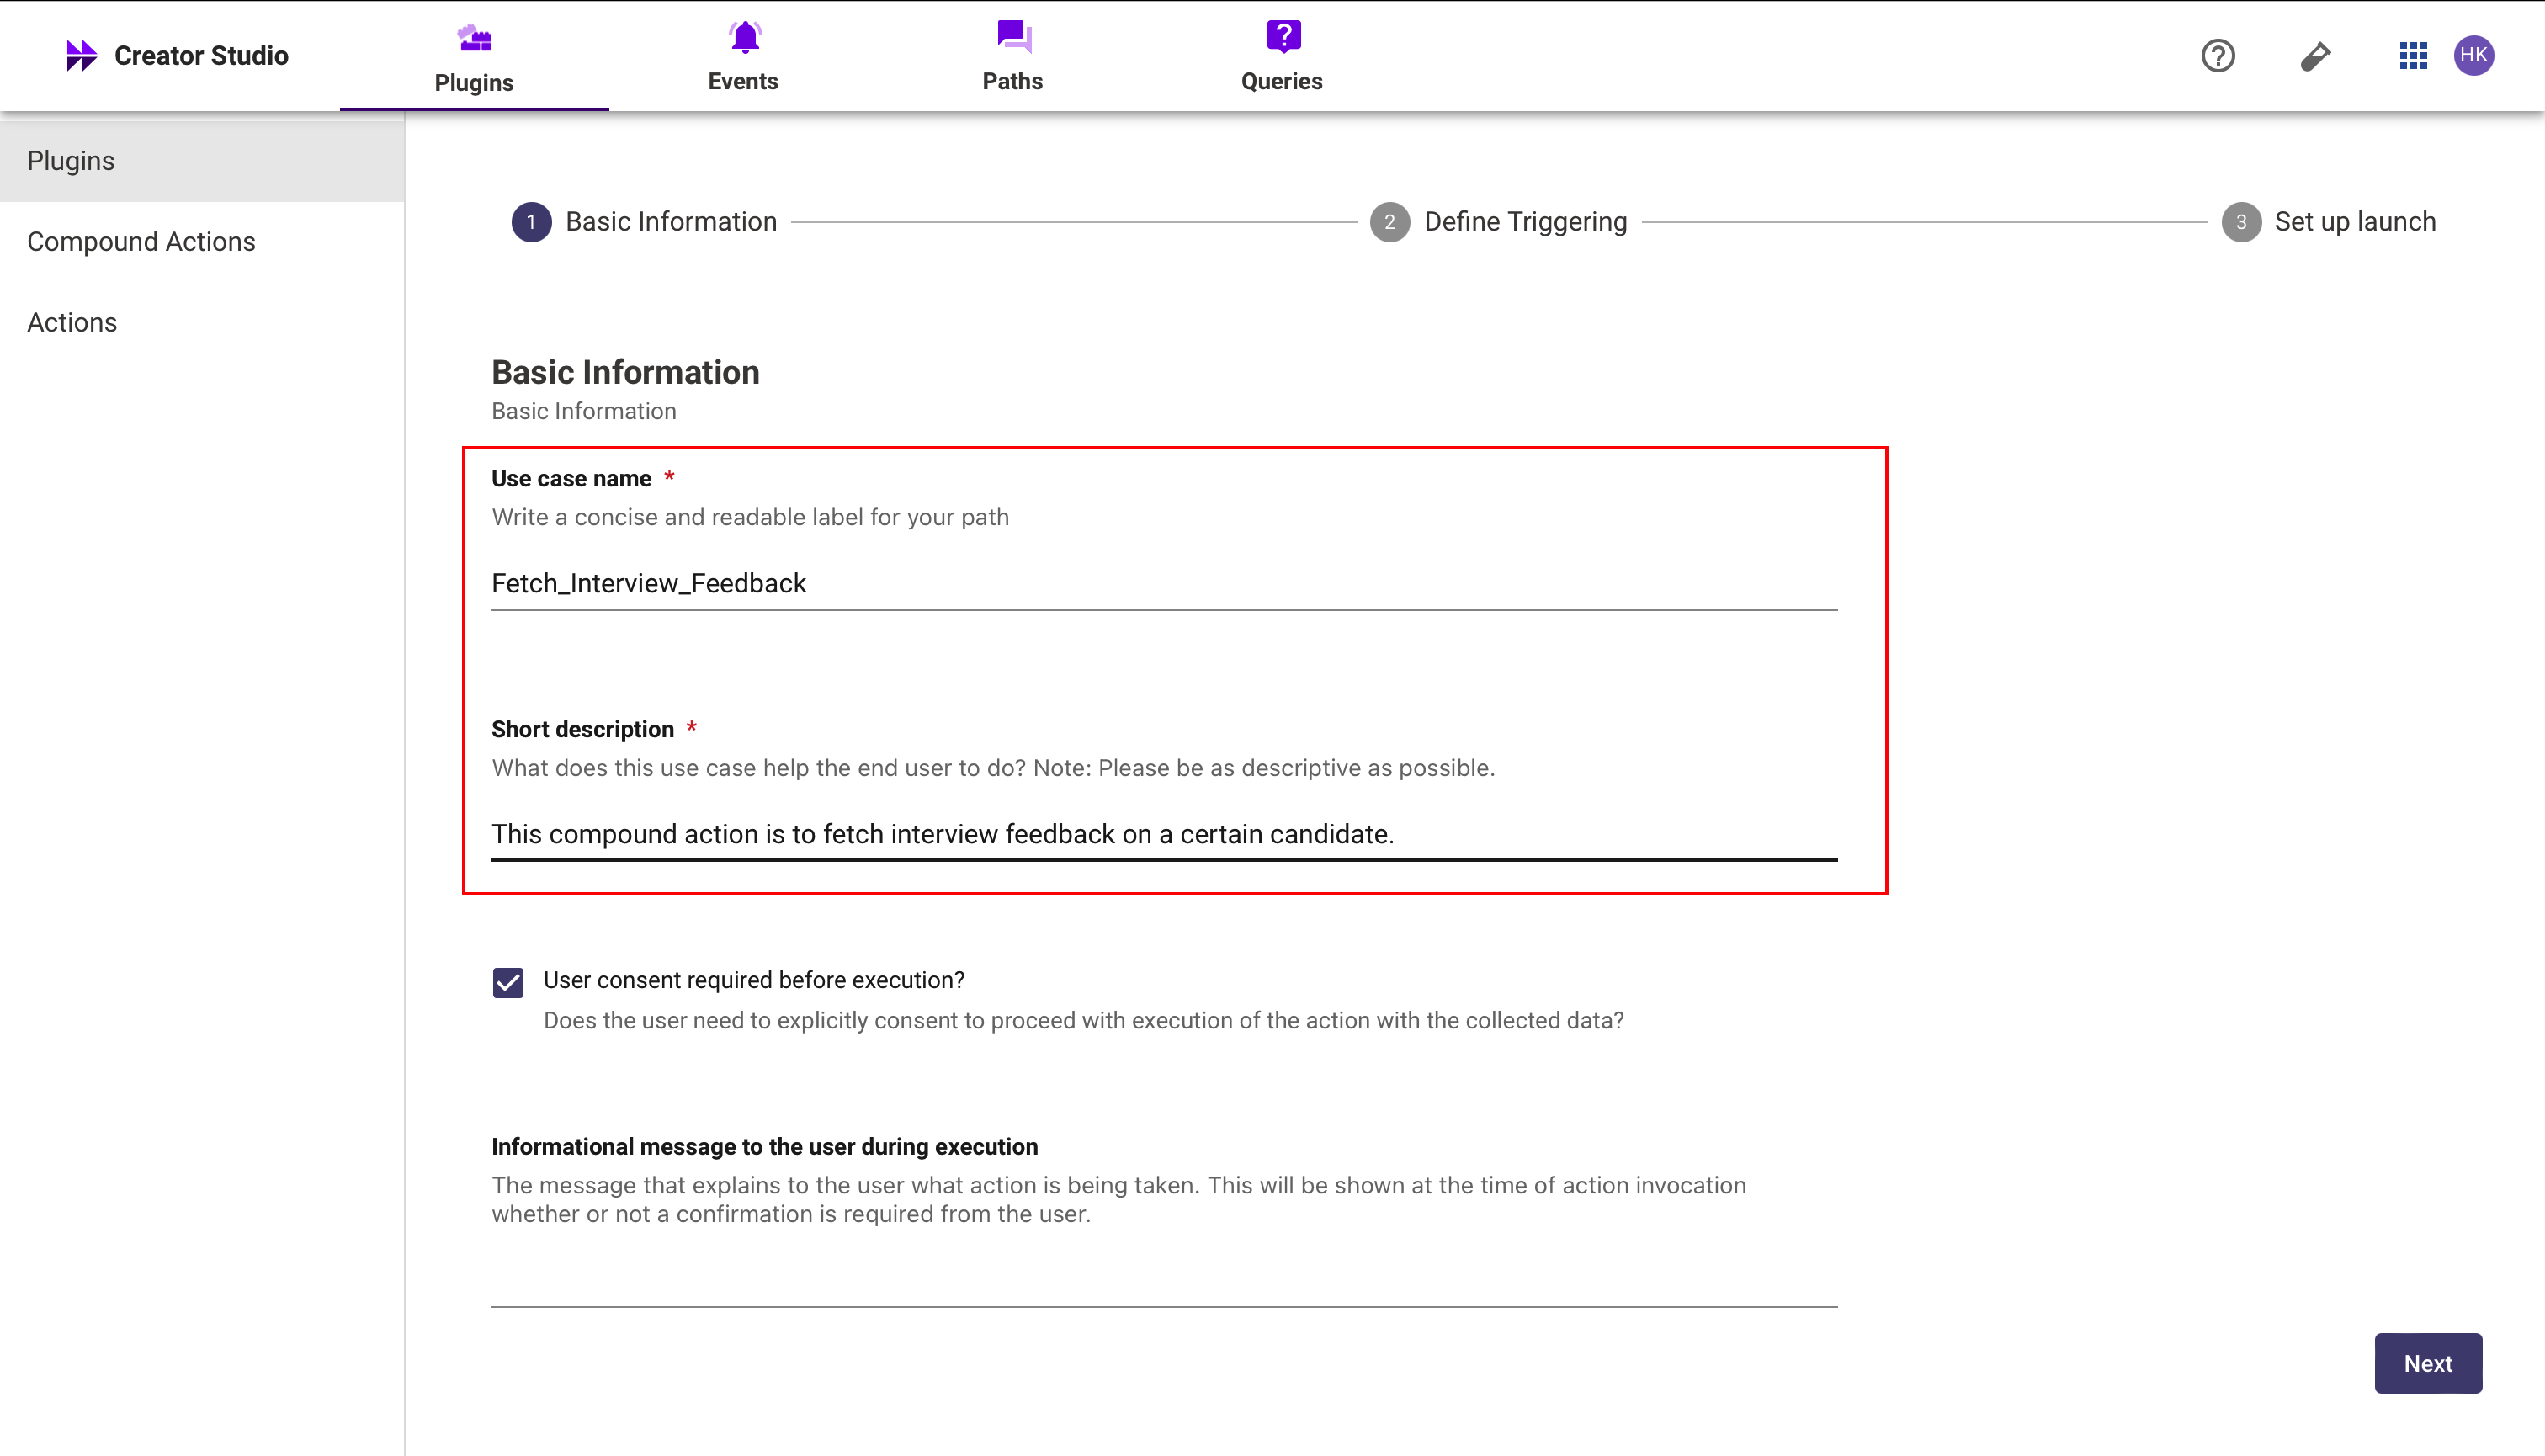 Creator Studio
Plugins
Events
Paths
Queries
HK
Plugins
Compound Actions
Actions
1 Basic Information
2 Define Triggering
3 Set up launch
Basic Information
Basic Information
Use case name *
Write a concise and readable label for your path
Fetch_Interview_Feedback
Short description *
What does this use case help the end user to do? Note: Please be as descriptive as possible.
This compound action is to fetch interview feedback on a certain candidate.
User consent required before execution?
Does the user need to explicitly consent to proceed with execution of the action with the collected data?
Informational message to the user during execution
The message that explains to the user what action is being taken. This will be shown at the time of action invocation
whether or not a confirmation is required from the user.
Next